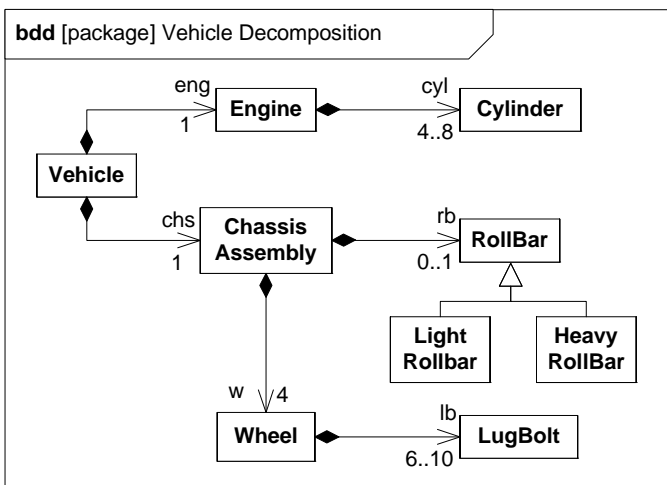 bdd [package] Vehicle Decomposition
eng
1
Engine
cyl
4..8
Cylinder
Vehicle
chs
1
Chassis
Assembly
rb
0..1
RollBar
Light
Rollbar
Heavy
RollBar
w
4
Wheel
lb
6..10
LugBolt